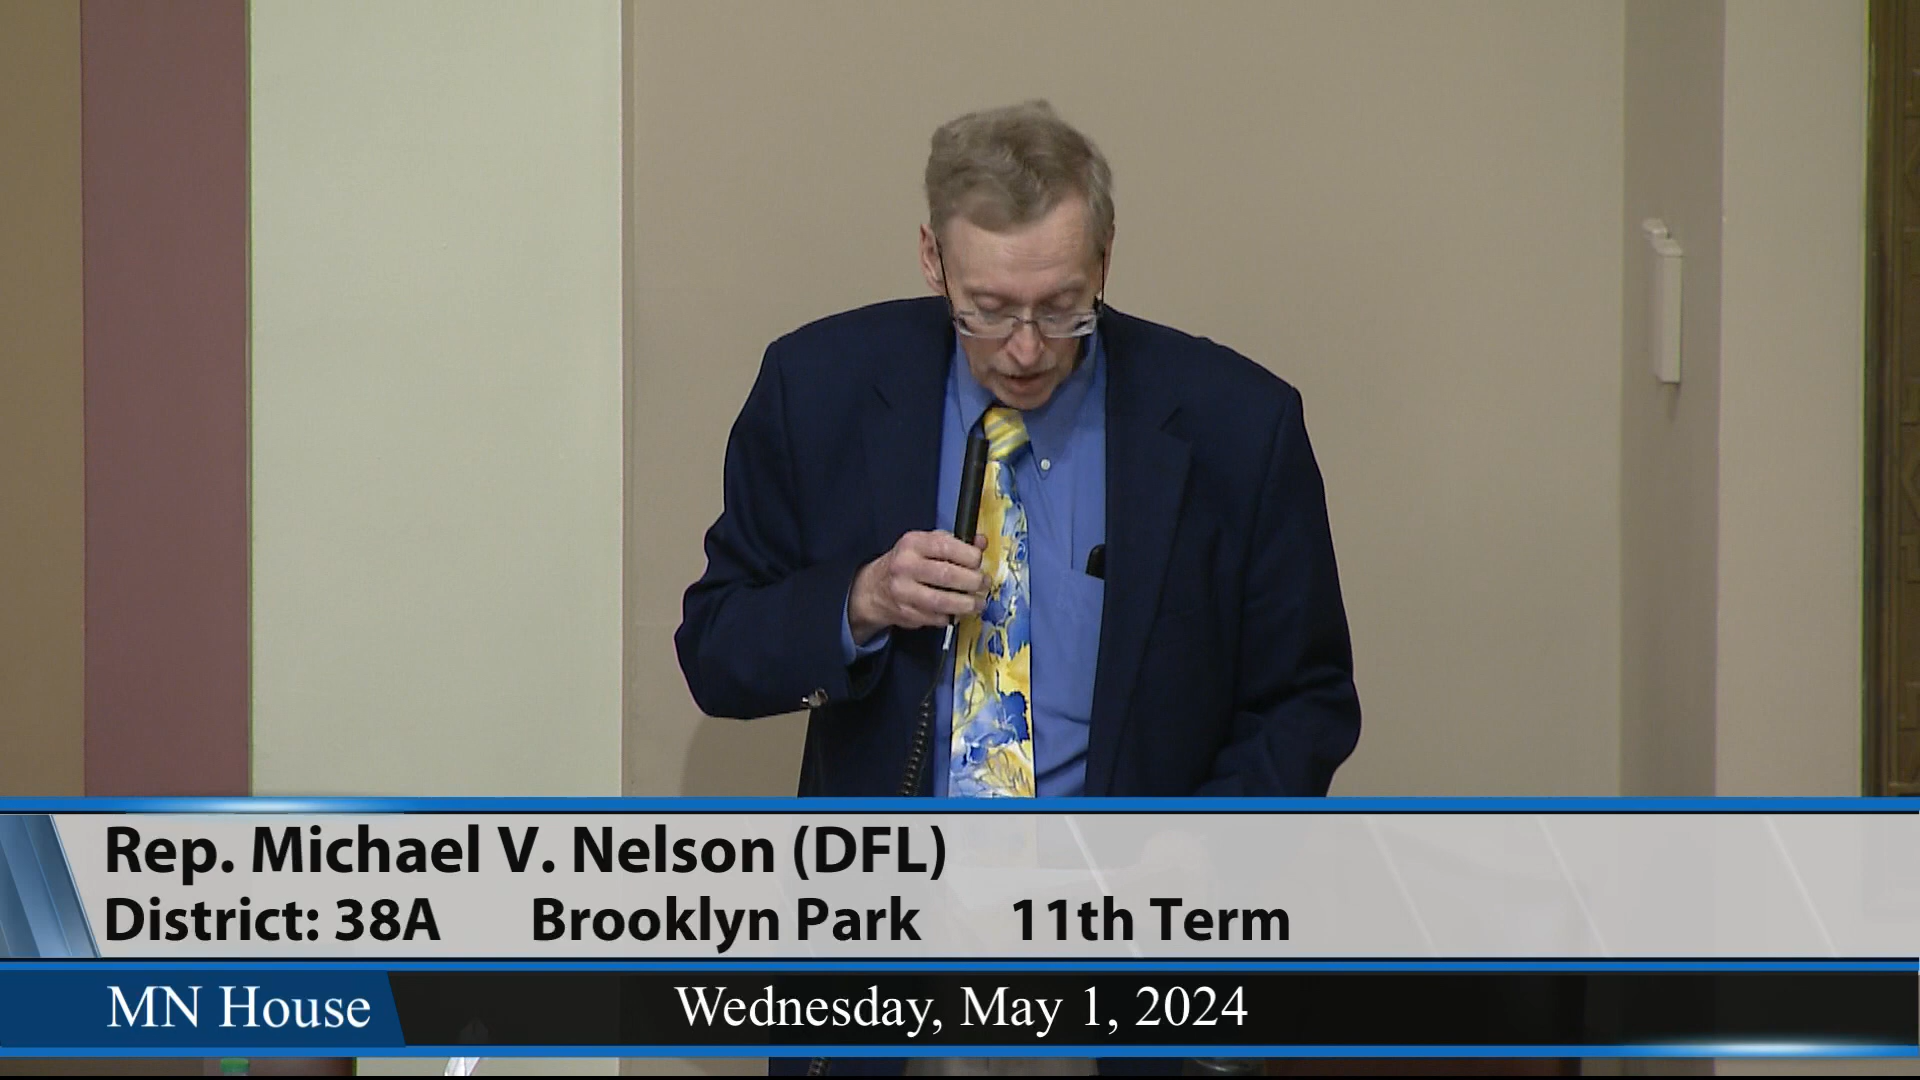 Rep. Michael V. Nelson (DFL)
District: 38A Brooklyn Park 11th Term
MN House Wednesday, May 1, 2024